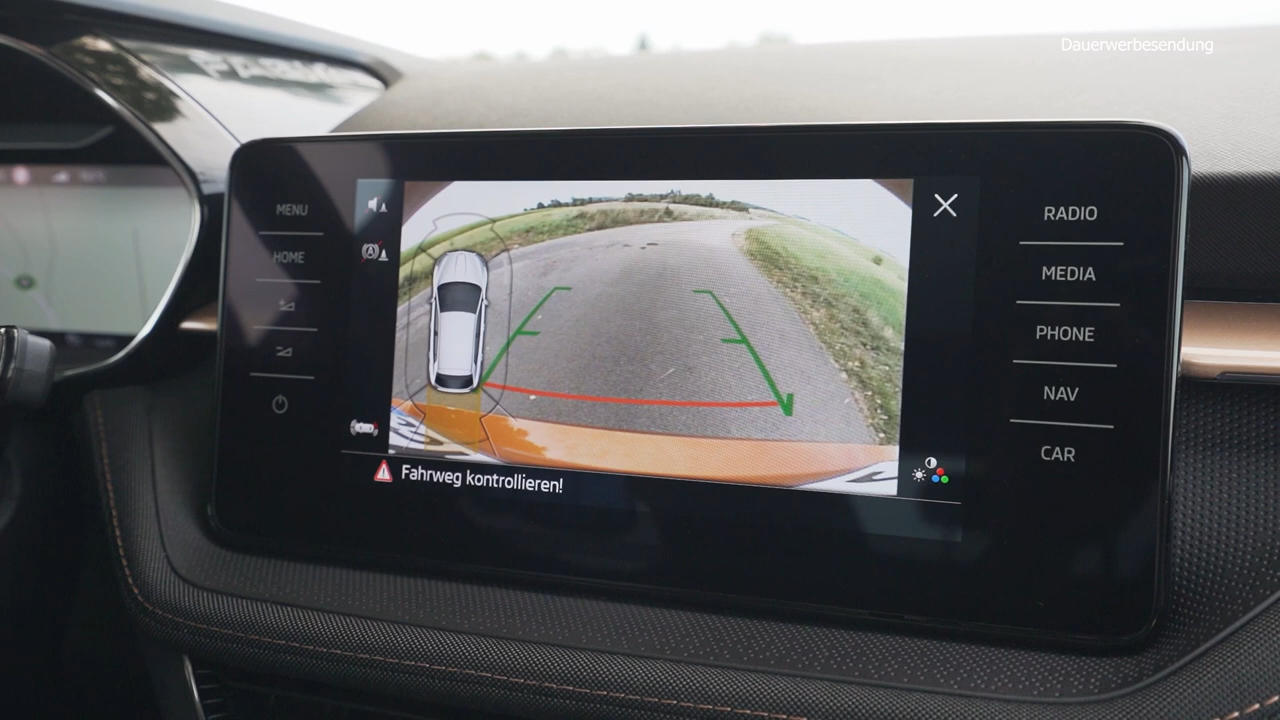 Dauerwerbesendung
MENU
HOME
RADIO
MEDIA
PHONE
NAV
CAR
Fahrweg kontrollieren!